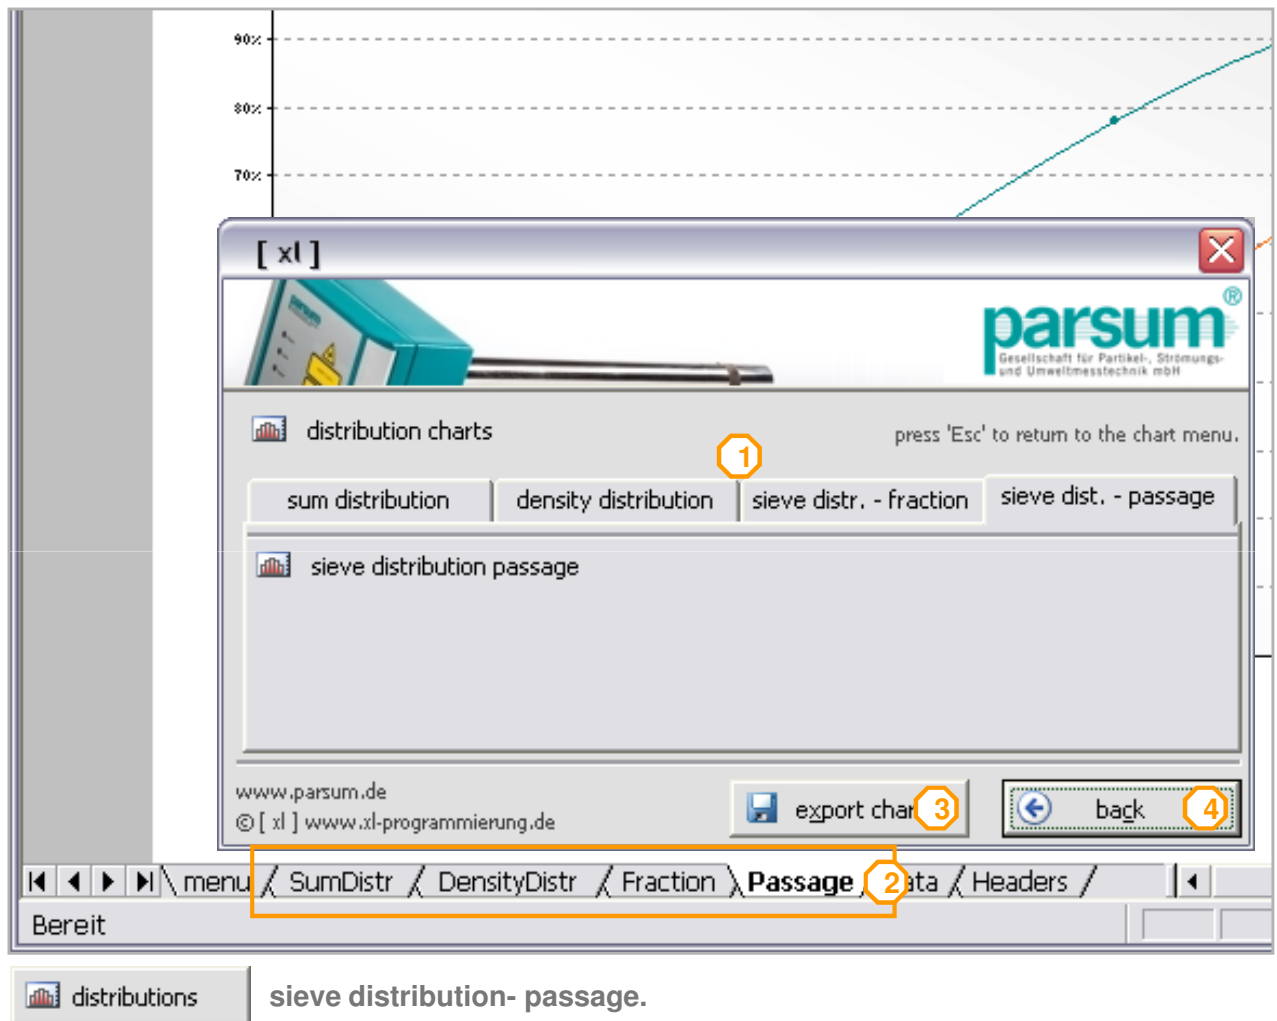 90%
80%
70%
[ xl ]
parsum®
Gesellschaft für Partikel-, Strömungs-
und Umweltmesstechnik mbH
distribution charts
press 'Esc' to return to the chart menu.
1
sum distribution density distribution sieve distr. - fraction sieve dist. - passage
sieve distribution passage
www.parsum.de
© [ xl ] www.xl-programmierung.de
export char 3 back 4
menu SumDistr DensityDistr Fraction Passage 2 ata Headers
Bereit
distributions sieve distribution- passage.